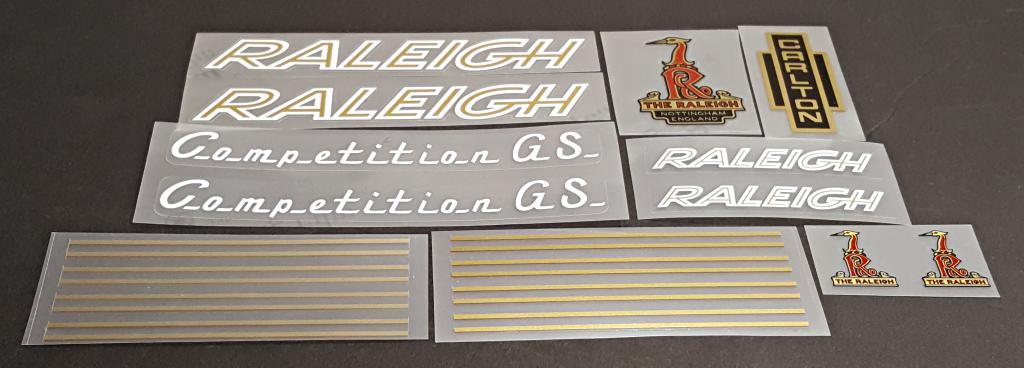 RALEIGH
RALEIGH
Competition GS
Competition GS
R
THE RALEIGH
NOTTINGHAM
ENGLAND
CARLTON
RALEIGH
RALEIGH
R
THE RALEIGH
R
THE RALEIGH